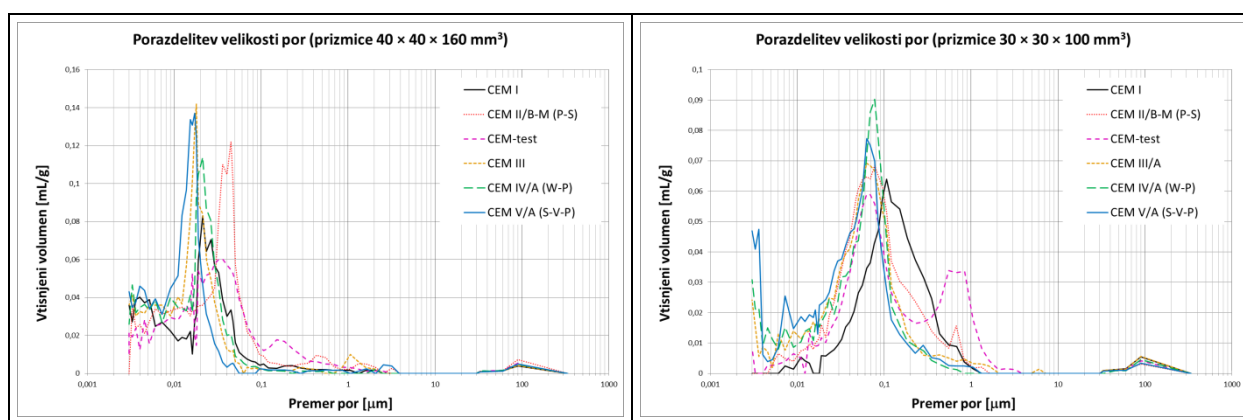 Porazdelitev velikosti por (prizmice 40 × 40 × 160 mm³)
0,16
0,14
0,12
0,1
0,08
0,06
0,04
0,02
0
Vtisnjeni volumen [mL/g]
CEM I
CEM II/B-M (P-S)
CEM-test
CEM III
CEM IV/A (W-P)
CEM V/A (S-V-P)
0,001 0,01 0,1 1 10 100 1000
Premer por [µm]
Porazdelitev velikosti por (prizmice 30 × 30 × 100 mm³)
0,1
0,09
0,08
0,07
0,06
0,05
0,04
0,03
0,02
0,01
0
Vtisnjeni volumen [mL/g]
CEM I
CEM II/B-M (P-S)
CEM-test
CEM III/A
CEM IV/A (W-P)
CEM V/A (S-V-P)
0,001 0,01 0,1 1 10 100 1000
Premer por [µm]